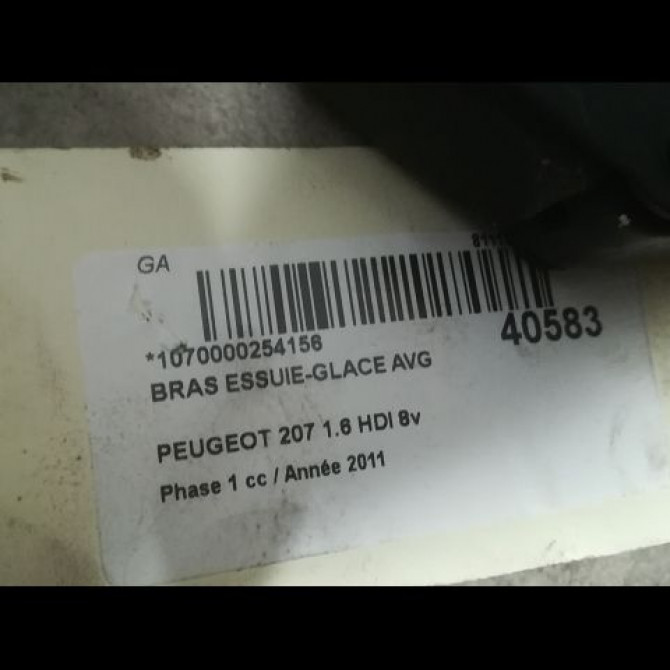 GA
*1070000254156
40583
BRAS ESSUIE-GLACE AVG
PEUGEOT 207 1.6 HDI 8v
Phase 1 cc / Année 2011